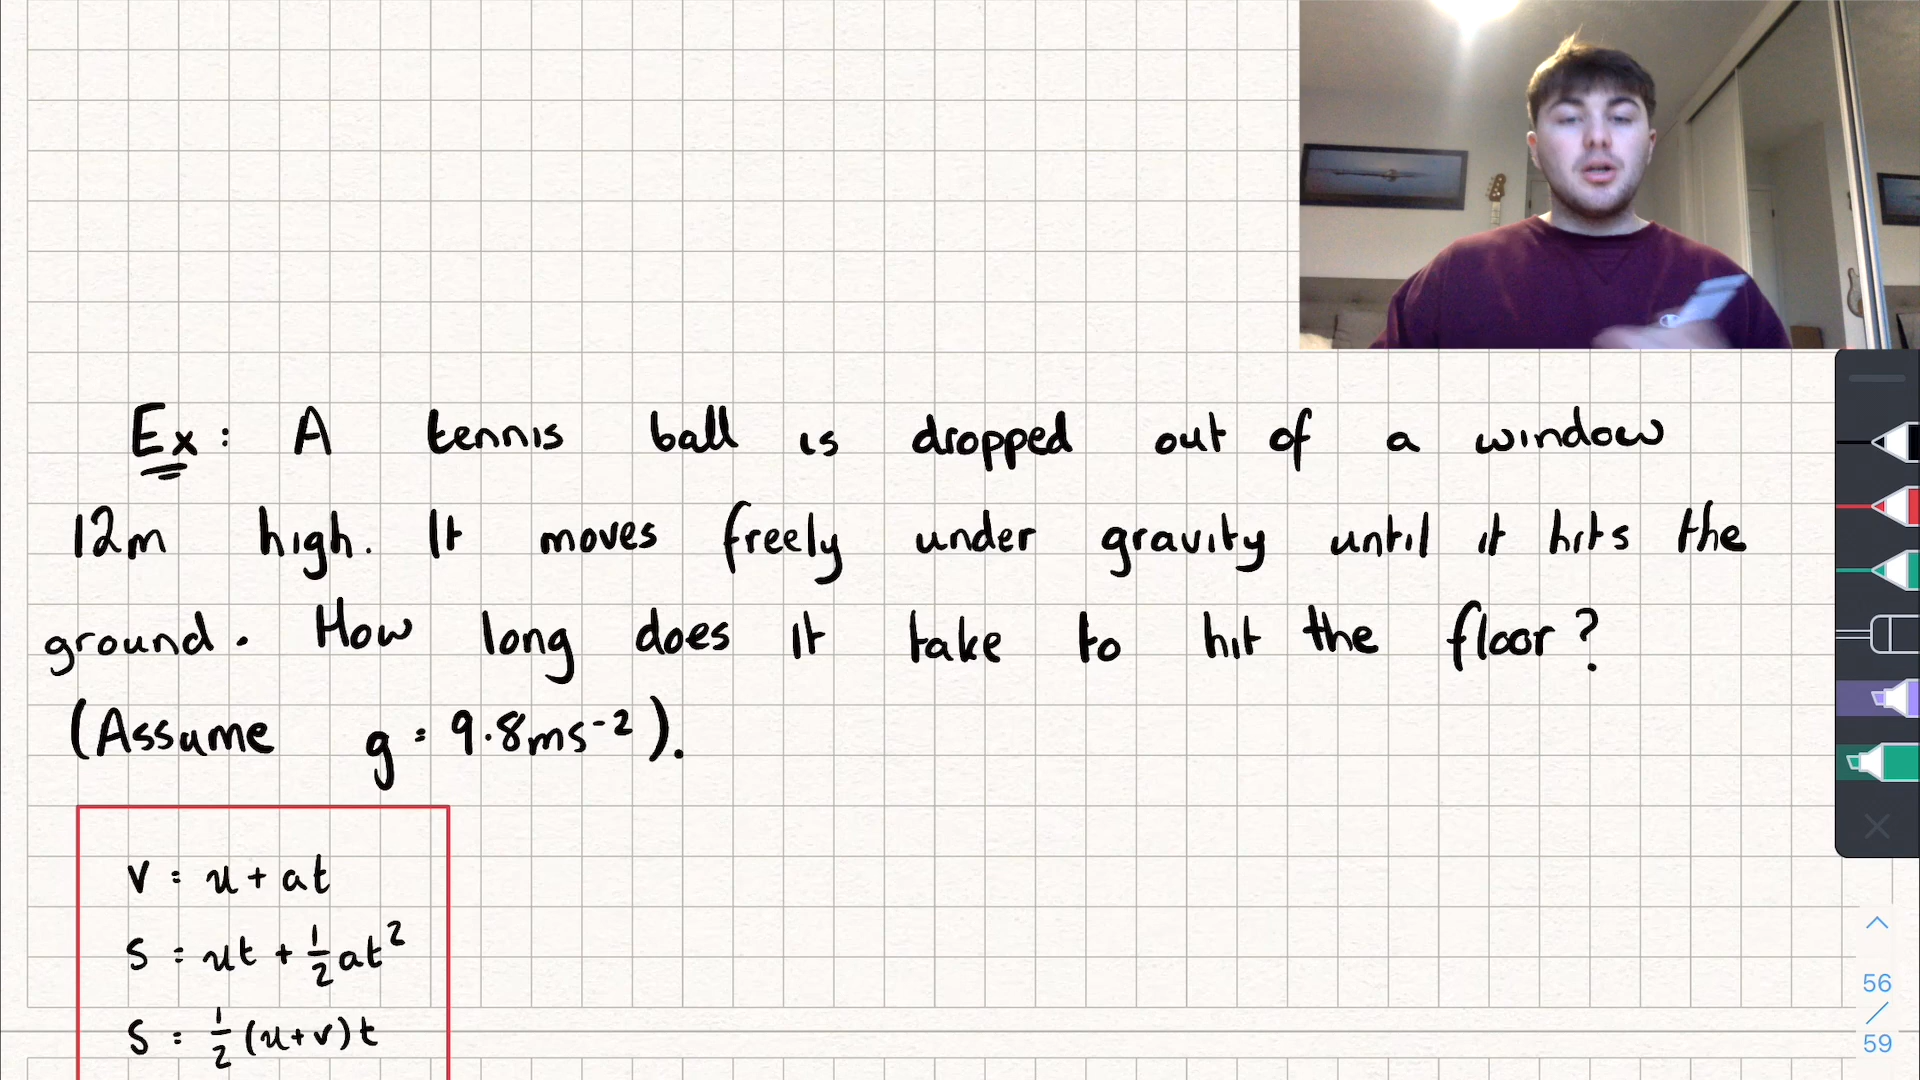 Ex: A tennis ball is dropped out of a window
12m high. It moves freely under gravity until it hits the
ground. How long does it take to hit the floor?
(Assume g = 9.8ms⁻²).
v = u + at
s = ut + ½at²
s = ½(u+v)t
56
/
59